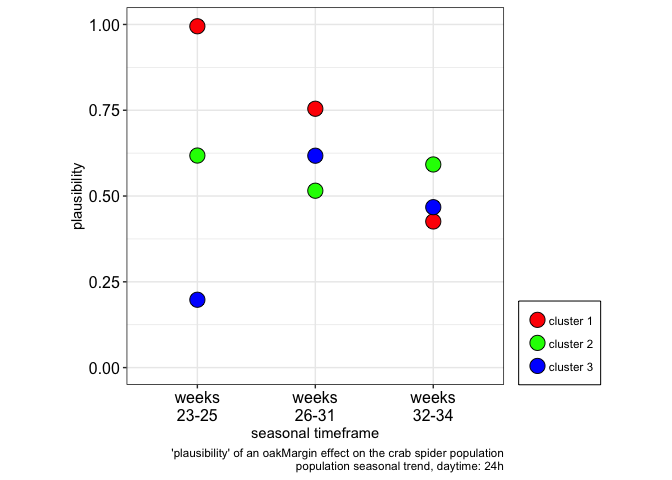 1.00
0.75
0.50
0.25
0.00
plausibility
weeks
23-25
weeks
26-31
weeks
32-34
seasonal timeframe
cluster 1
cluster 2
cluster 3
'plausibility' of an oakMargin effect on the crab spider population
population seasonal trend, daytime: 24h